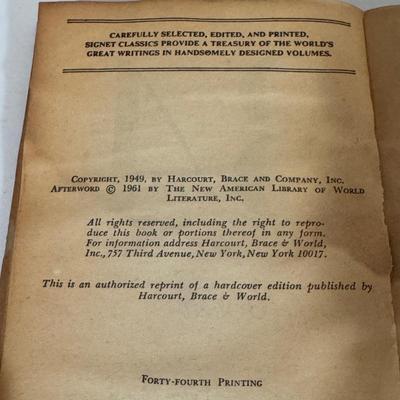 CAREFULLY SELECTED, EDITED, AND PRINTED,
SIGNET CLASSICS PROVIDE A TREASURY OF THE WORLD'S
GREAT WRITINGS IN HANDSOMELY DESIGNED VOLUMES.
COPYRIGHT, 1949, BY HARCOURT, BRACE AND COMPANY, INC.
AFTERWORD © 1961 BY THE NEW AMERICAN LIBRARY OF WORLD
LITERATURE, INC.
All rights reserved, including the right to repro-
duce this book or portions thereof in any form.
For information address Harcourt, Brace & World,
Inc., 757 Third Avenue, New York, New York 10017.
This is an authorized reprint of a hardcover edition published by
Harcourt, Brace & World.
FORTY-FOURTH PRINTING